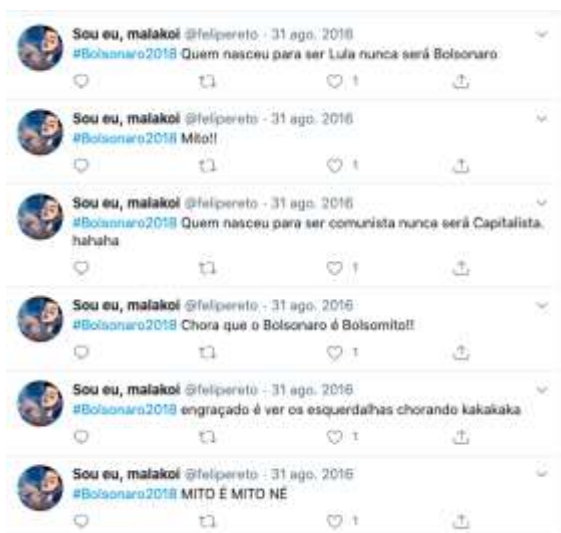 Sou eu, malakoi @felipereto · 31 ago. 2016
#Bolsonaro2018 Quem nasceu para ser Lula nunca será Bolsonaro
1
Sou eu, malakoi @felipereto · 31 ago. 2016
#Bolsonaro2018 Mito!!
1
Sou eu, malakoi @felipereto · 31 ago. 2016
#Bolsonaro2018 Quem nasceu para ser comunista nunca será Capitalista.
hahaha
1
Sou eu, malakoi @felipereto · 31 ago. 2016
#Bolsonaro2018 Chora que o Bolsonaro é Bolsomito!!
1
Sou eu, malakoi @felipereto · 31 ago. 2016
#Bolsonaro2018 engraçado é ver os esquerdalhas chorando kakakaka
1
Sou eu, malakoi @felipereto · 31 ago. 2016
#Bolsonaro2018 MITO É MITO NÉ
1